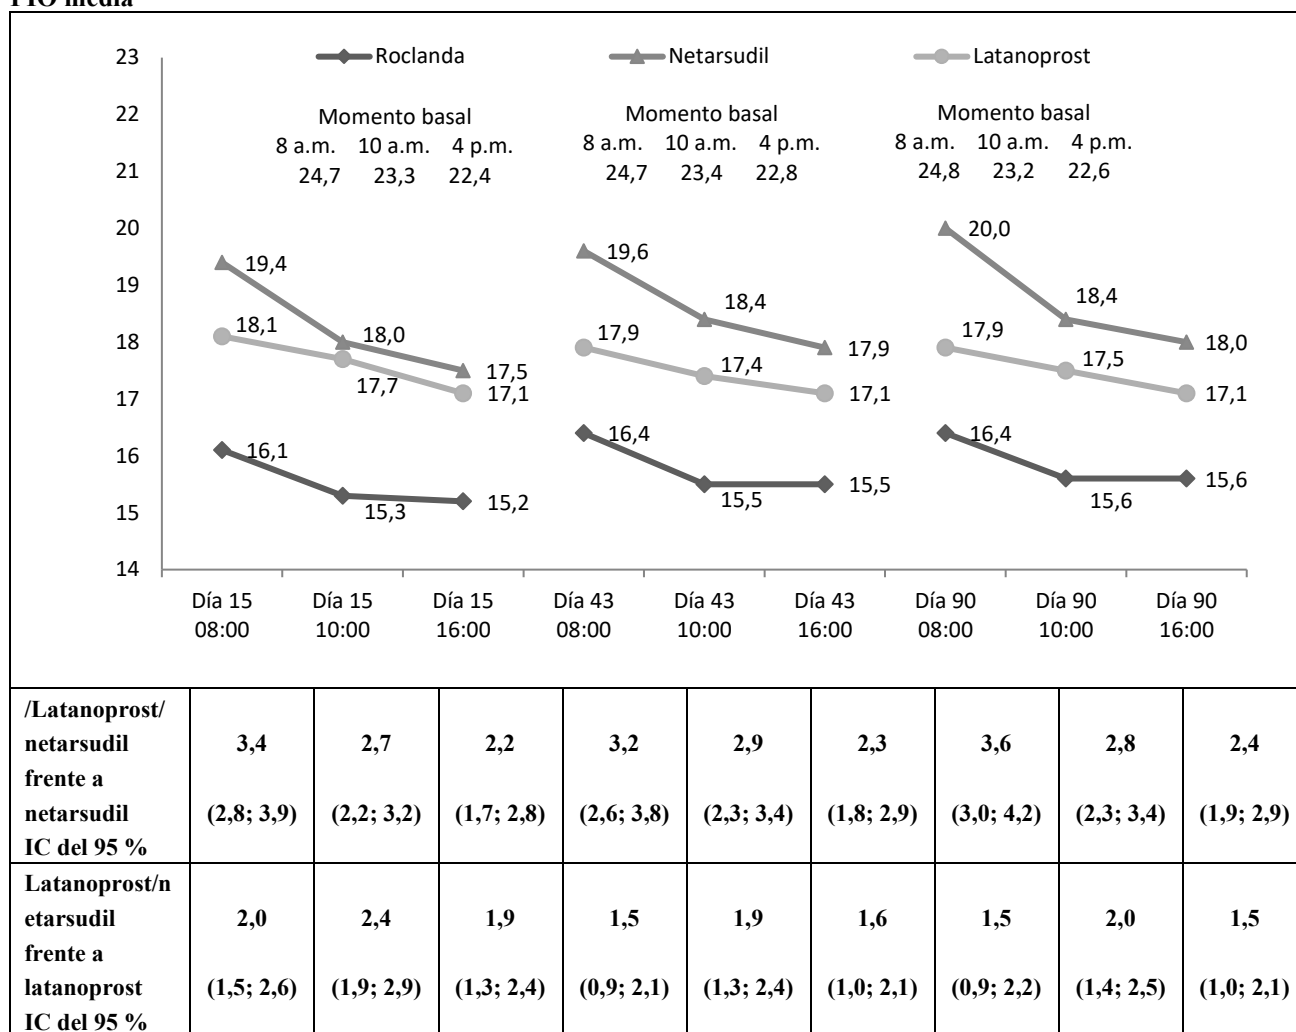 PIO media
23
Roclanda
Netarsudil
Latanoprost
22
Momento basal
Momento basal
Momento basal
8 a.m. 10 a.m. 4 p.m.
8 a.m. 10 a.m. 4 p.m.
8 a.m. 10 a.m. 4 p.m.
21
24,7 23,3 22,4
24,7 23,4 22,8
24,8 23,2 22,6
20
19
18
17
16
15
14
19,4
18,0
17,5
18,1
17,7
17,1
16,1
15,3
15,2
19,6
18,4
17,9
17,9
17,4
17,1
16,4
15,5
15,5
20,0
18,4
18,0
17,9
17,5
17,1
16,4
15,6
15,6
Día 15 Día 15 Día 15 Día 43 Día 43 Día 43 Día 90 Día 90 Día 90
08:00 10:00 16:00 08:00 10:00 16:00 08:00 10:00 16:00
/Latanoprost/
netarsudil
frente a
netarsudil
IC del 95 %
3,4 2,7 2,2 3,2 2,9 2,3 3,6 2,8 2,4
(2,8; 3,9) (2,2; 3,2) (1,7; 2,8) (2,6; 3,8) (2,3; 3,4) (1,8; 2,9) (3,0; 4,2) (2,3; 3,4) (1,9; 2,9)
Latanoprost/n
etarsudil
frente a
latanoprost
IC del 95 %
2,0 2,4 1,9 1,5 1,9 1,6 1,5 2,0 1,5
(1,5; 2,6) (1,9; 2,9) (1,3; 2,4) (0,9; 2,1) (1,3; 2,4) (1,0; 2,1) (0,9; 2,2) (1,4; 2,5) (1,0; 2,1)